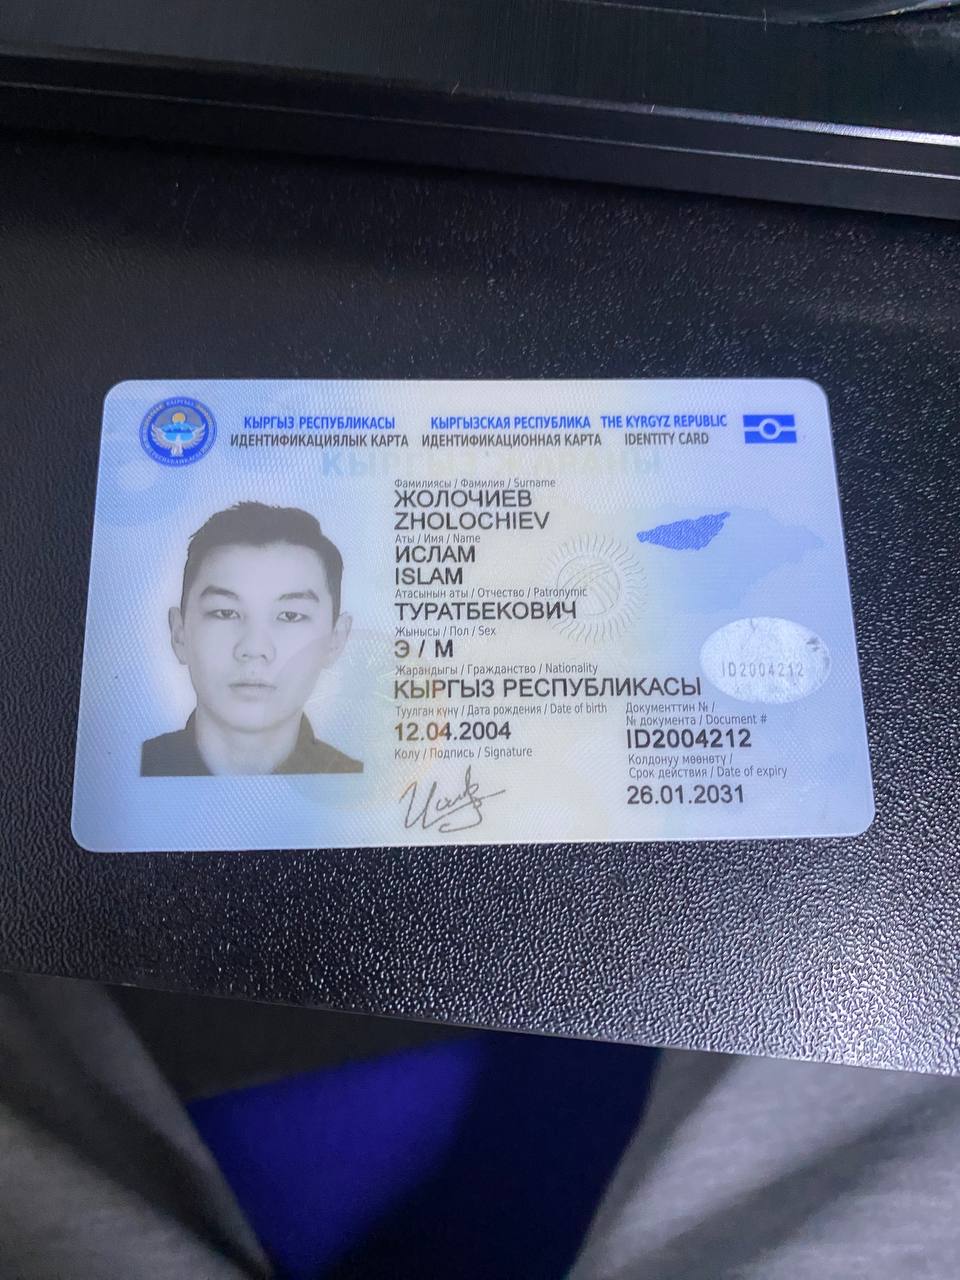 КЫРГЫЗ РЕСПУБЛИКАСЫ КЫРГЫЗСКАЯ РЕСПУБЛИКА THE KYRGYZ REPUBLIC
ИДЕНТИФИКАЦИЯЛЫК КАРТА ИДЕНТИФИКАЦИОННАЯ КАРТА IDENTITY CARD
Фамилиясы / Фамилия / Surname
ЖОЛОЧИЕВ
ZHOLOCHIEV
Аты / Имя / Name
ИСЛАМ
ISLAM
Атасынын аты / Отчество / Patronymic
ТУРАТБЕКОВИЧ
Жынысы / Пол / Sex
Э / М
Жарандыгы / Гражданство / Nationality
КЫРГЫЗ РЕСПУБЛИКАСЫ
Туулган күнү / Дата рождения / Date of birth
12.04.2004
Колу / Подпись / Signature
ID2004212
Документтин № /
№ документа / Document #
ID2004212
Колдонуу мөөнөтү /
Срок действия / Date of expiry
26.01.2031